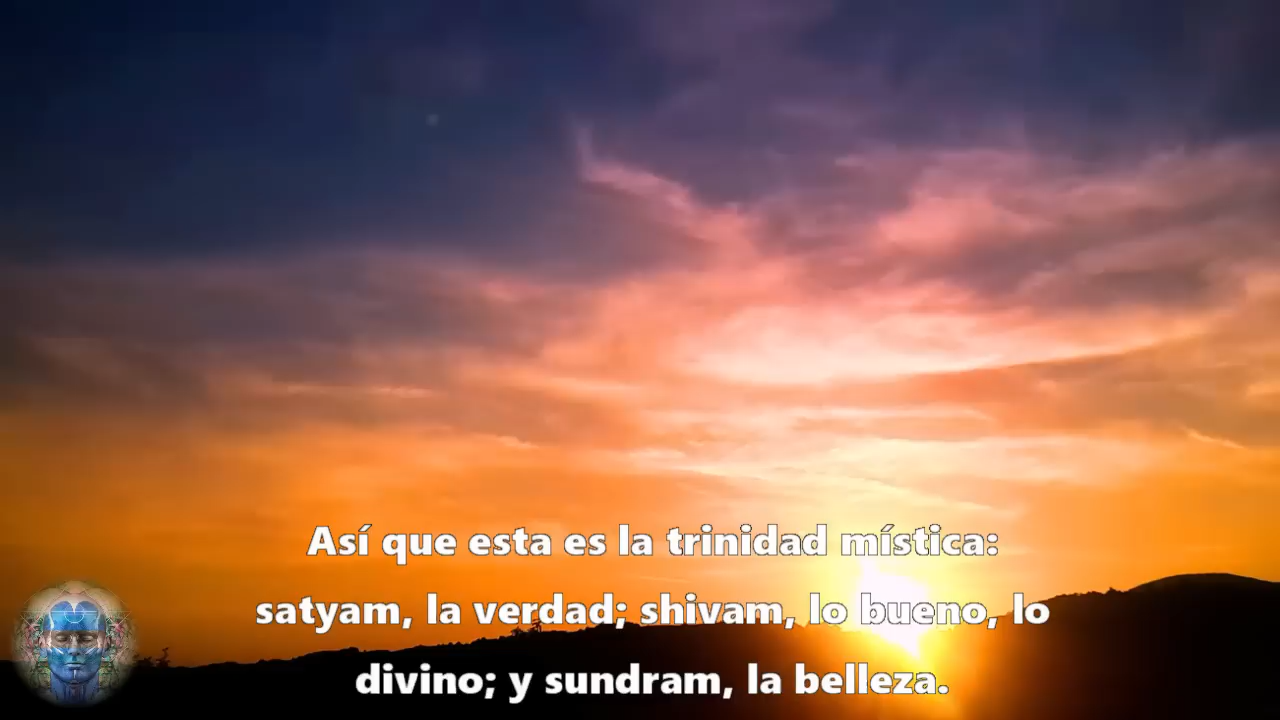 Así que esta es la trinidad mística:
satyam, la verdad; shivam, lo bueno, lo
divino; y sundram, la belleza.